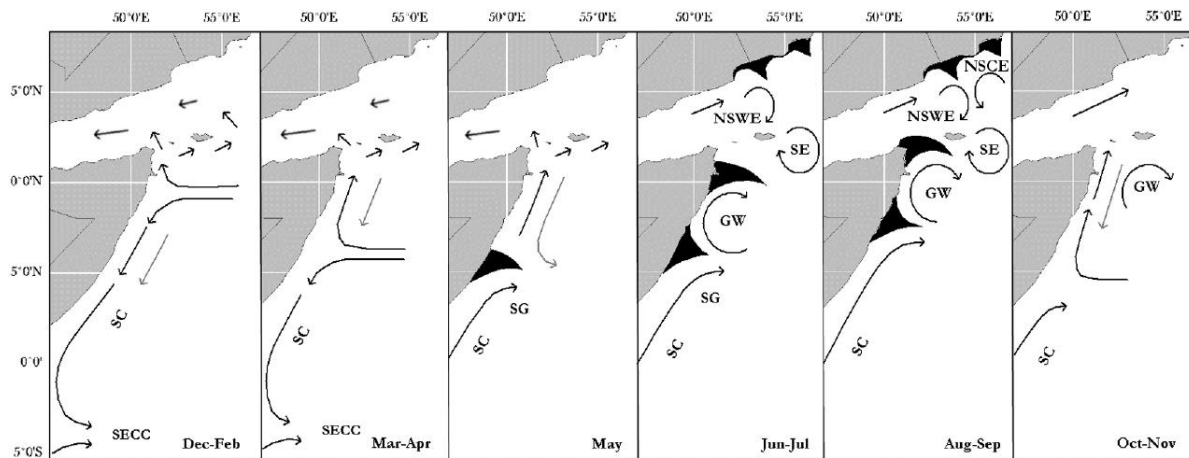 50°0'E 55°0'E 50°0'E 55°0'E 50°0'E 55°0'E 50°0'E 55°0'E 50°0'E 55°0'E 50°0'E 55°0'E
5°0'N
0°0'N
5°0'N
0°0'
5°0'S
SC
SECC
Dec-Feb
SC
SECC
Mar-Apr
SG
SC
May
NSWE
SE
GW
SG
SC
Jun-Jul
NSCE
NSWE
SE
GW
SC
Aug-Sep
GW
SC
Oct-Nov